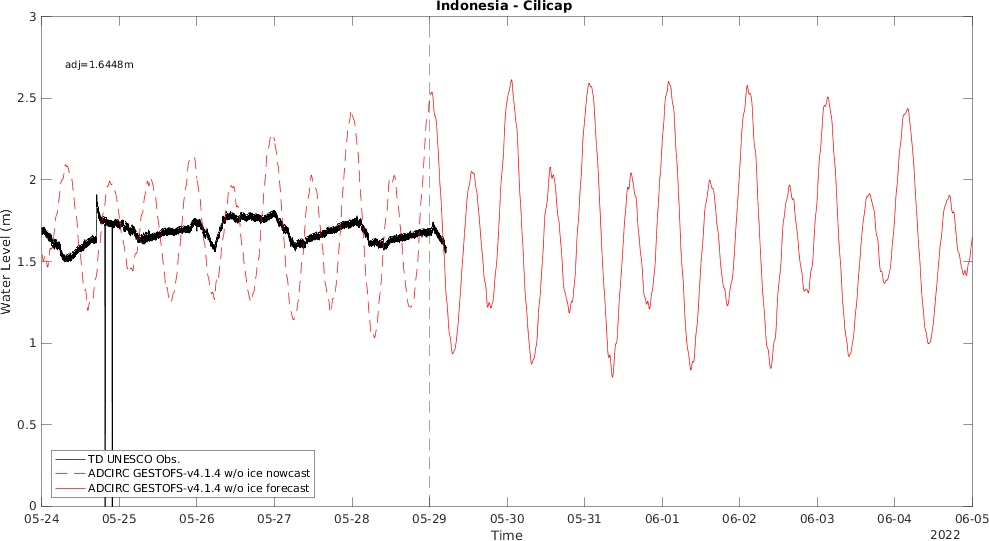 Indonesia - Cilicap
adj=1.6448m
3
2.5
2
1.5
1
0.5
0
Water Level (m)
TD UNESCO Obs.
ADCIRC GESTOFS-v4.1.4 w/o ice nowcast
ADCIRC GESTOFS-v4.1.4 w/o ice forecast
05-24 05-25 05-26 05-27 05-28 05-29 05-30 05-31 06-01 06-02 06-03 06-04 06-05
Time
2022